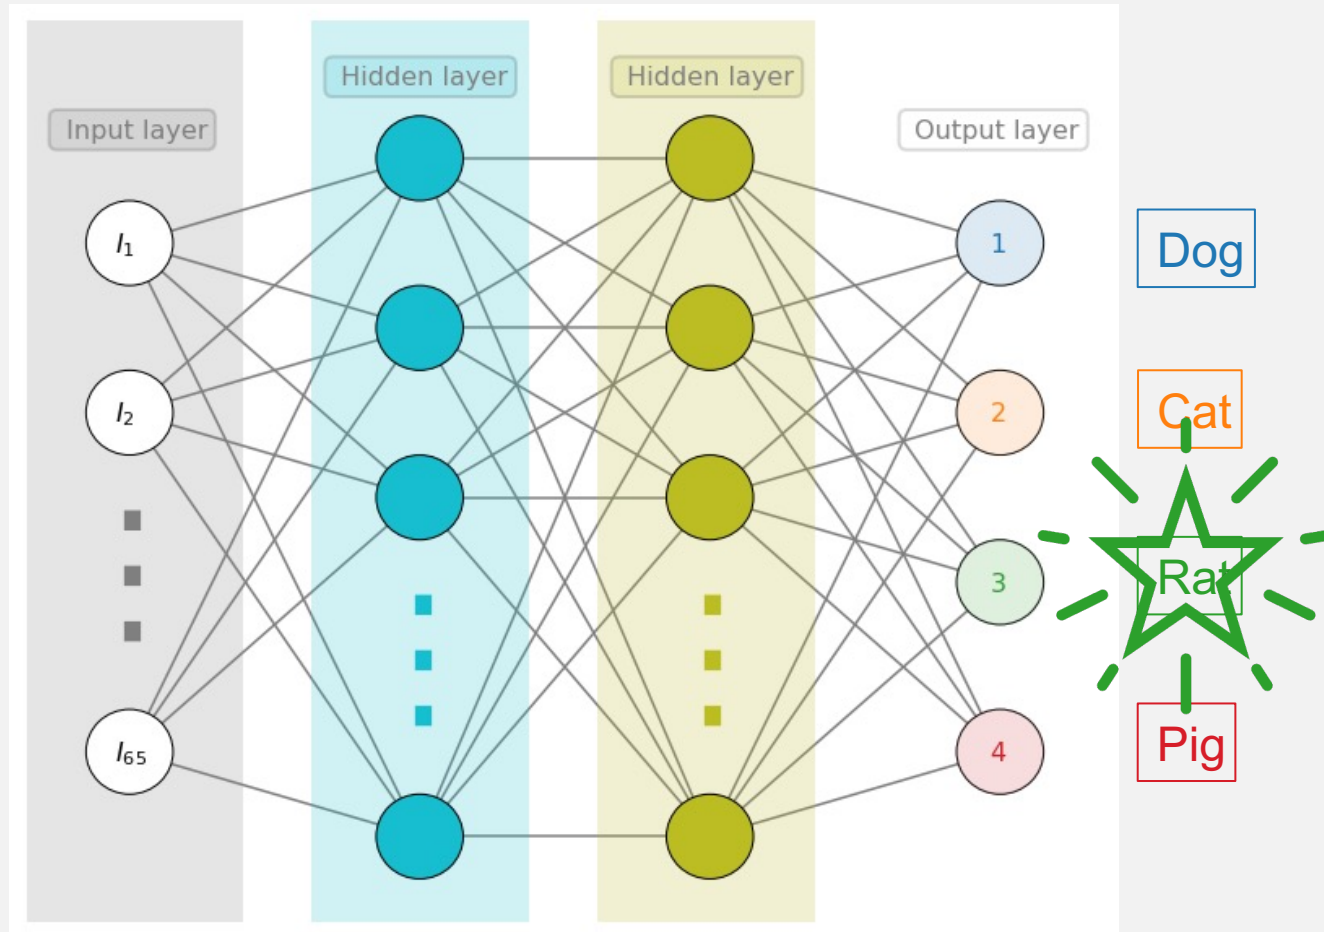 Input layer
I₁
I₂
I₆₅
Hidden layer
Hidden layer
Output layer
1
2
3
4
Dog
Cat
Rat
Pig